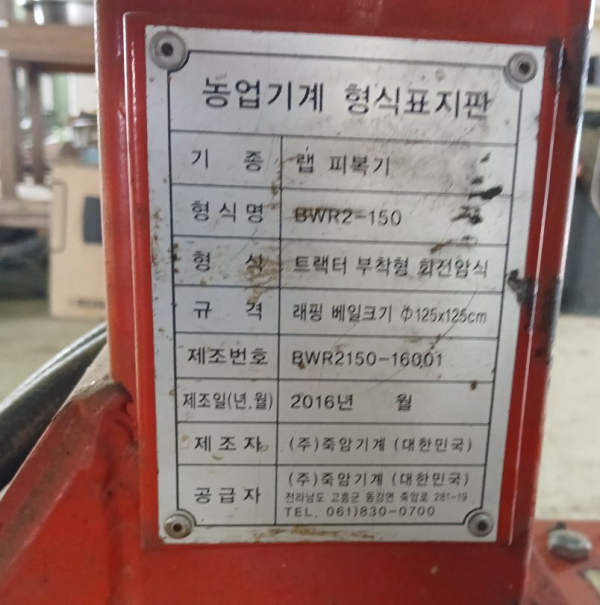 농업기계 형식표지판
기 종 랩 피복기
형식명 BWR2-150
형 식 트랙터 부착형 회전암식
규 격 래핑 베일크기 Φ125x125cm
제조번호 BWR2150-16001
제조일(년,월) 2016년 월
제 조 자 (주)죽암기계 (대한민국)
공 급 자 (주)죽암기계 (대한민국)
전라남도 고흥군 동강면 죽암로 281-19
TEL. 061)830-0700